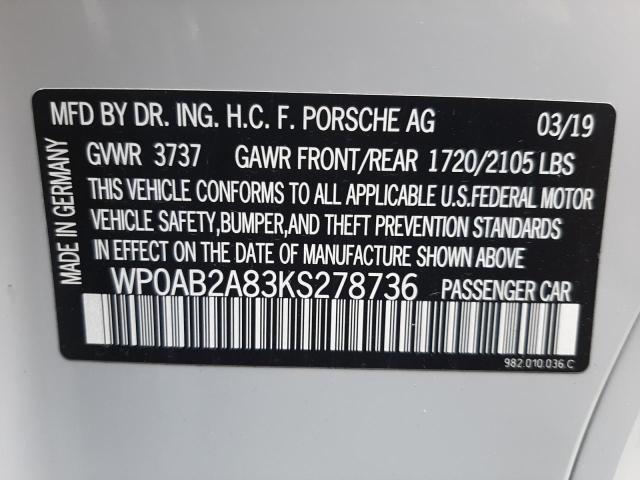 MFD BY DR. ING. H.C. F. PORSCHE AG 03/19
GVWR 3737 GAWR FRONT/REAR 1720/2105 LBS
THIS VEHICLE CONFORMS TO ALL APPLICABLE U.S.FEDERAL MOTOR
VEHICLE SAFETY,BUMPER,AND THEFT PREVENTION STANDARDS
IN EFFECT ON THE DATE OF MANUFACTURE SHOWN ABOVE
WP0AB2A83KS278736 PASSENGER CAR
982.010.036.C
MADE IN GERMANY